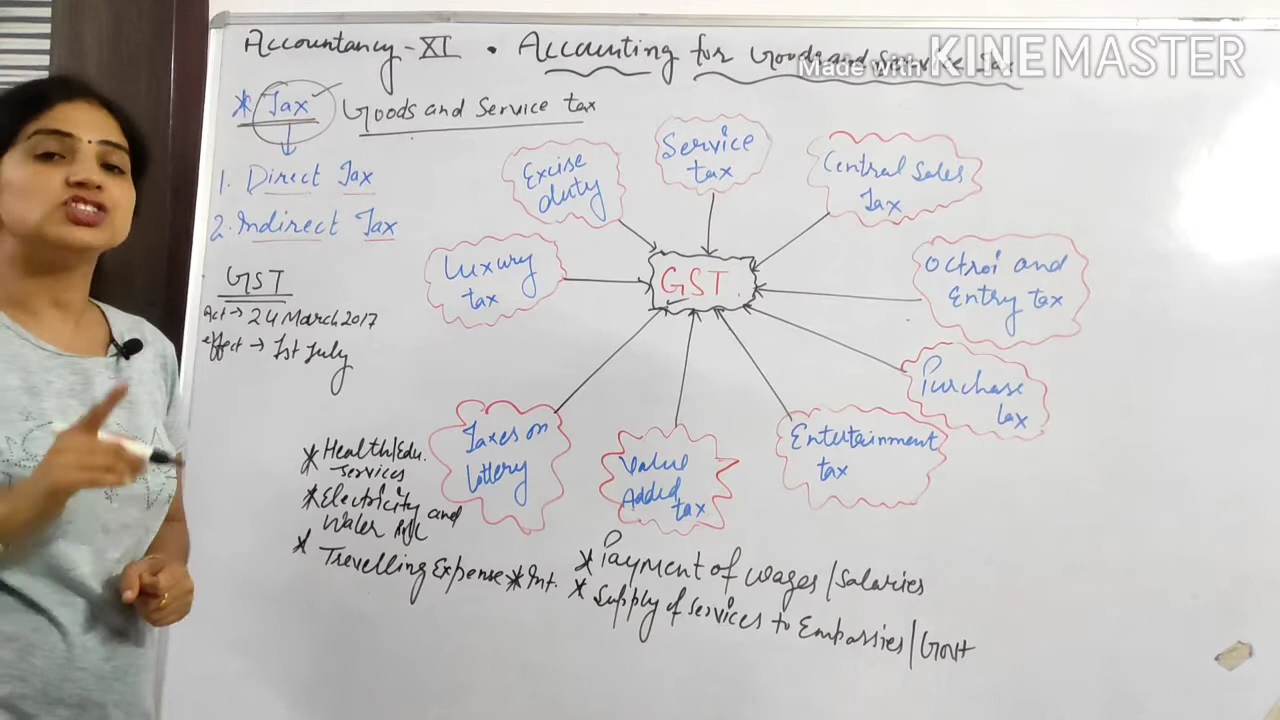 Accountancy-XI • Accounting for Goods and Service tax
Made with KINEMASTER
* Tax
Goods and Service tax
1. Direct Tax
2. Indirect Tax
GST
Act → 24 March 2017
effect → 1st July
Excise
duty
Service
tax
Central Sales
Tax
Luxury
tax
GST
Octroi and
Entry tax
Purchase
tax
Taxes on
lottery
Value
Added
tax
Entertainment
tax
* Health/Edu.
Services
* Electricity and
Water
* Trevelling Expense * Int.
* Payment of wages/Salaries
* Supply of services to Embassies/Govt